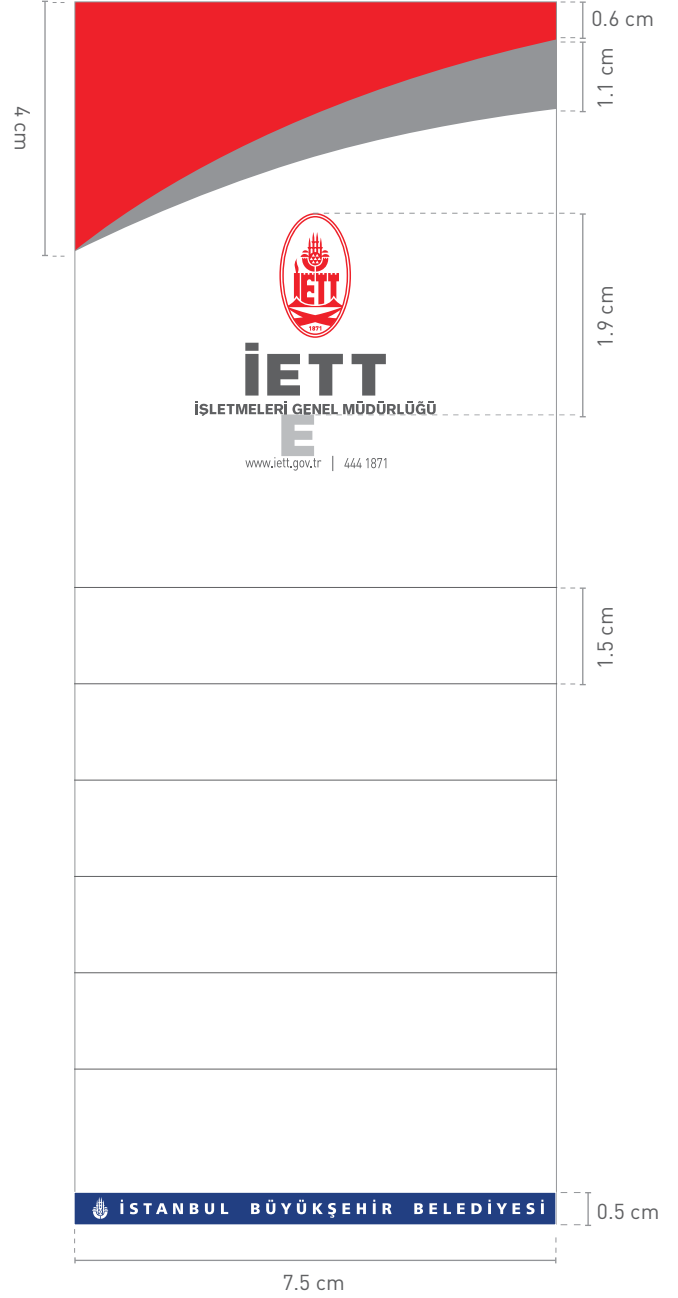 0.6 cm
1.1 cm
4 cm
1.9 cm
İETT
1871
İETT
İŞLETMELERİ GENEL MÜDÜRLÜĞÜ
E
www.iett.gov.tr | 444 1871
1.5 cm
İSTANBUL BÜYÜKŞEHİR BELEDİYESİ
0.5 cm
7.5 cm